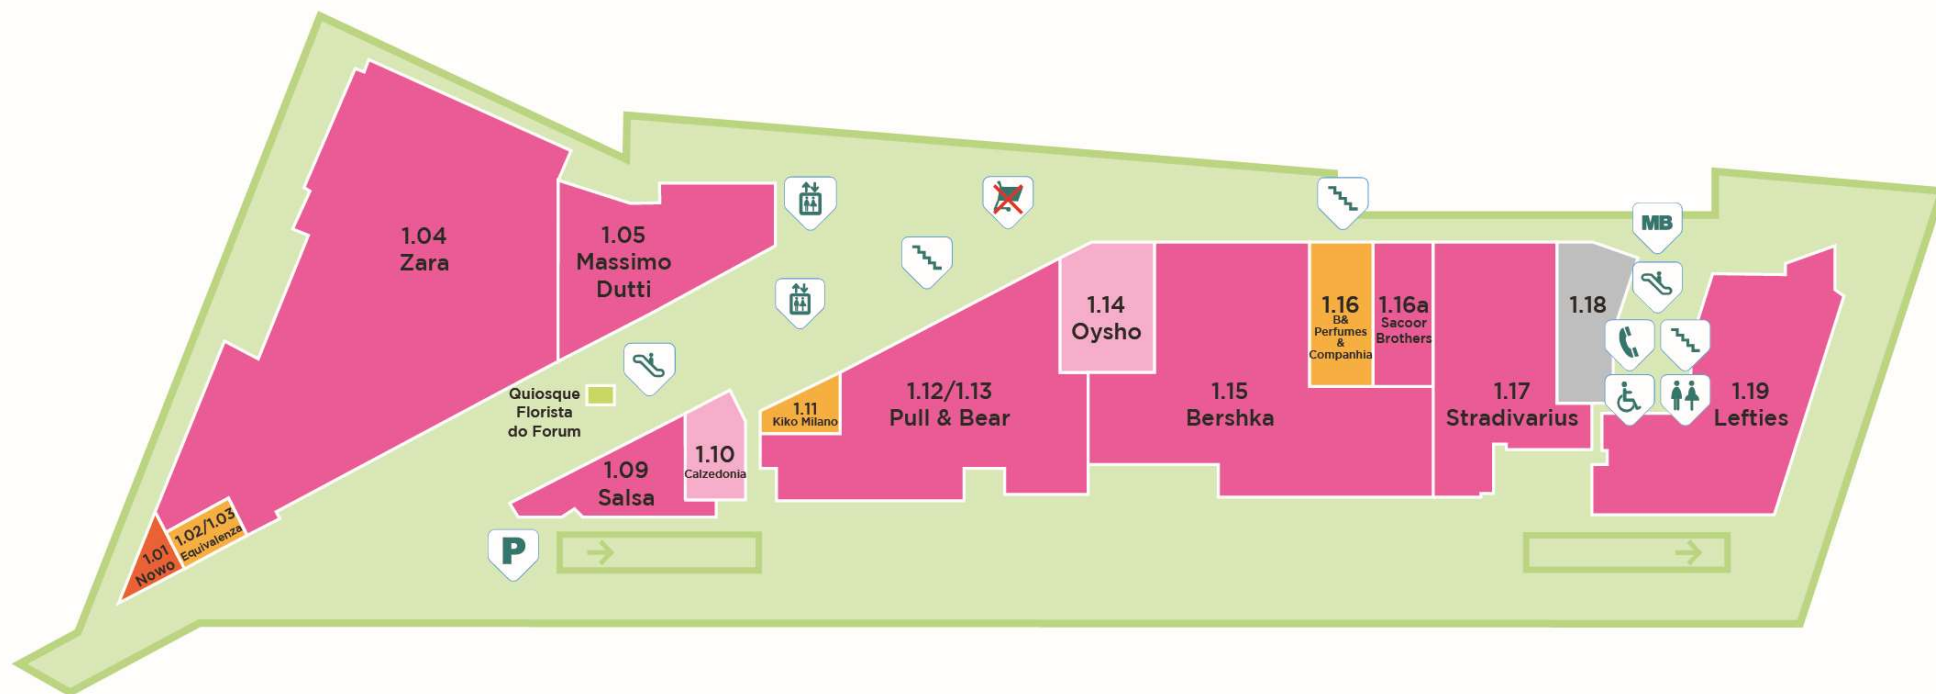 1.01
Nowo
1.02/1.03
Equivalenza
1.04
Zara
1.05
Massimo
Dutti
Quiosque
Florista
do Forum
1.09
Salsa
1.10
Calzedonia
P
1.11
Kiko Milano
1.12/1.13
Pull & Bear
1.14
Oysho
1.15
Bershka
1.16
B&
Perfumes
&
Companhia
1.16a
Sacoor
Brothers
1.17
Stradivarius
1.18
MB
1.19
Lefties